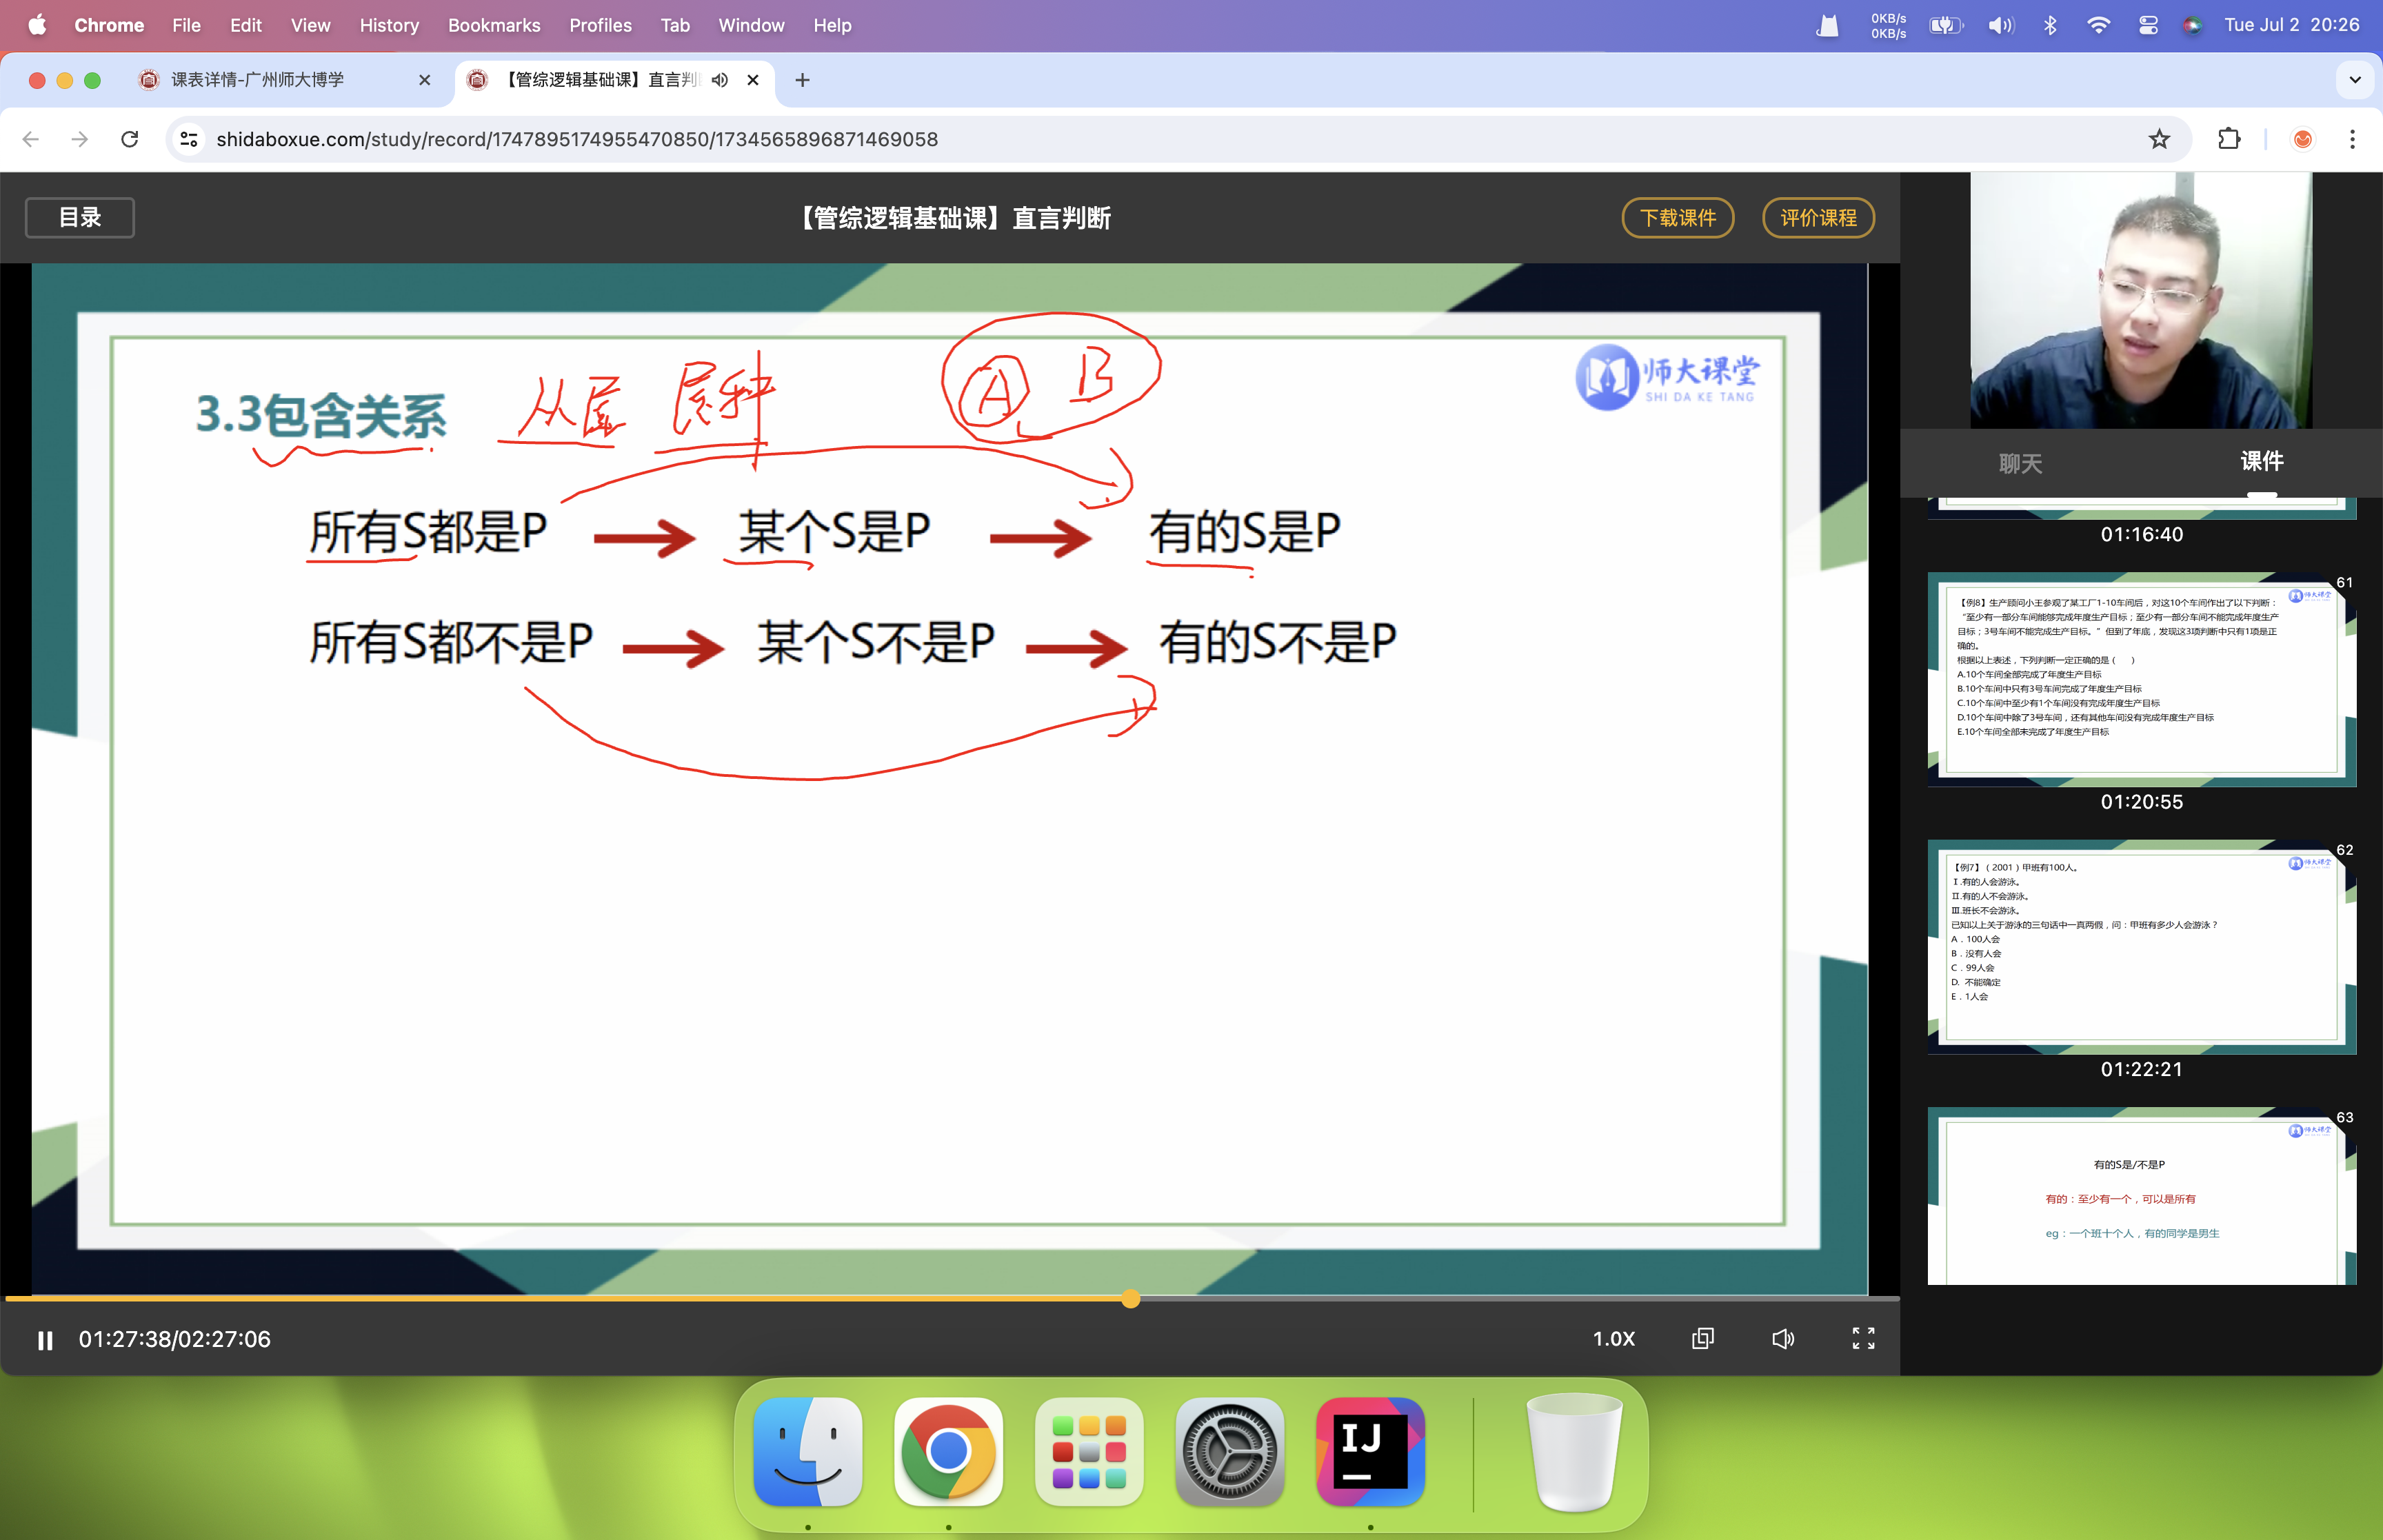 Chrome File Edit View History Bookmarks Profiles Tab Window Help
0KB/s
0KB/s
Tue Jul 2 20:26
课表详情-广州师大博学
【管综逻辑基础课】直言判
shidaboxue.com/study/record/1747895174955470850/1734565896871469058
目录
【管综逻辑基础课】直言判断
下载课件
评价课程
3.3包含关系
从属
属种
A
B
师大课堂
SHI DA KE TANG
所有S都是P
某个S是P
有的S是P
所有S都不是P
某个S不是P
有的S不是P
01:27:38/02:27:06
1.0X
聊天
课件
01:16:40
61
师大课堂
【例8】生产顾问小王参观了某工厂1-10车间后，对这10个车间作出了以下判断：
“至少有一部分车间能够完成年度生产目标；至少有一部分车间不能完成年度生产
目标；3号车间不能完成生产目标。”但到了年底，发现这3项判断中只有1项是正
确的。
根据以上表述，下列判断一定正确的是（ ）
A.10个车间全部完成了年度生产目标
B.10个车间中只有3号车间完成了年度生产目标
C.10个车间中至少有1个车间没有完成年度生产目标
D.10个车间中除了3号车间，还有其他车间没有完成年度生产目标
E.10个车间全部未完成了年度生产目标
01:20:55
62
师大课堂
【例7】（2001）甲班有100人。
Ⅰ.有的人会游泳。
Ⅱ.有的人不会游泳。
Ⅲ.班长不会游泳。
已知以上关于游泳的三句话中一真两假，问：甲班有多少人会游泳？
A．100人会
B．没有人会
C．99人会
D. 不能确定
E．1人会
01:22:21
63
师大课堂
有的S是/不是P
有的：至少有一个，可以是所有
eg：一个班十个人，有的同学是男生
IJ